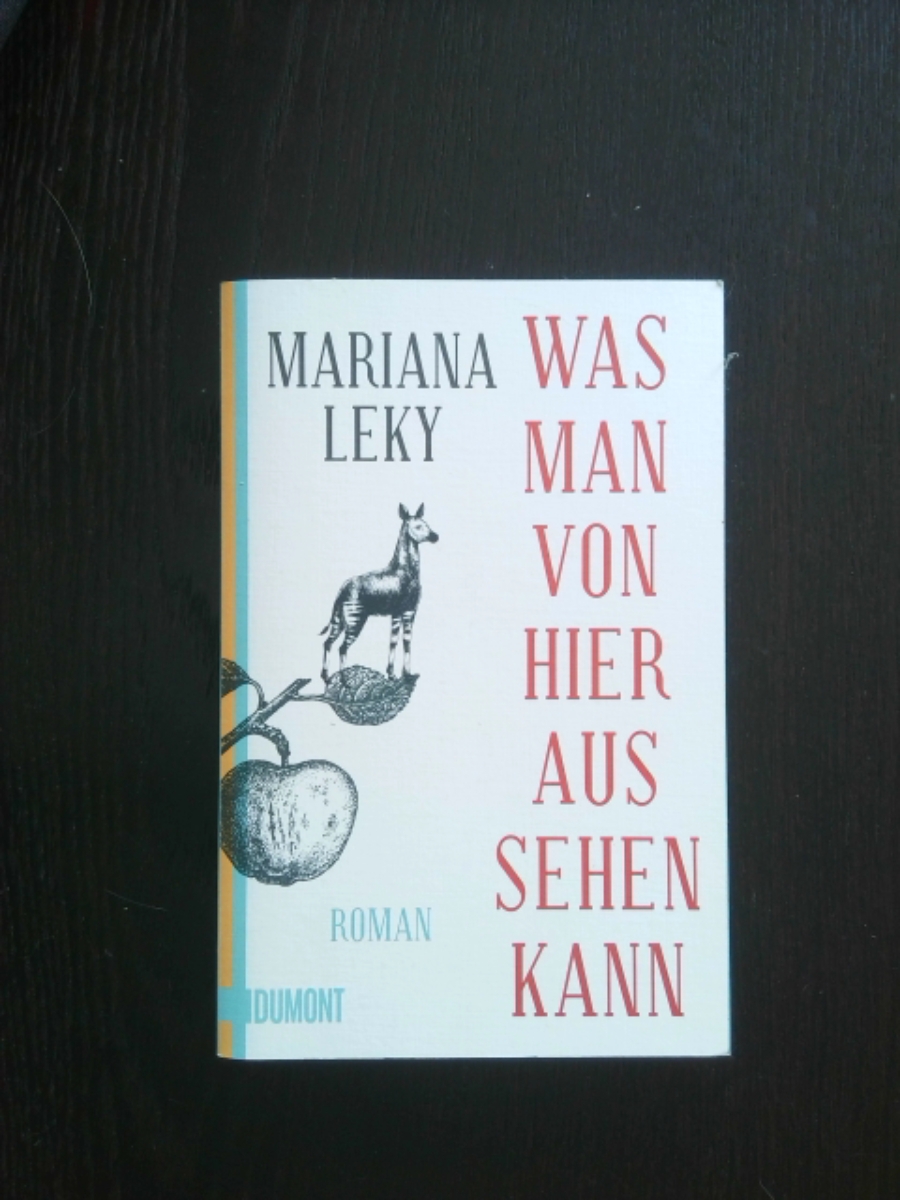 MARIANA
LEKY
WAS
MAN
VON
HIER
AUS
SEHEN
KANN
ROMAN
DUMONT